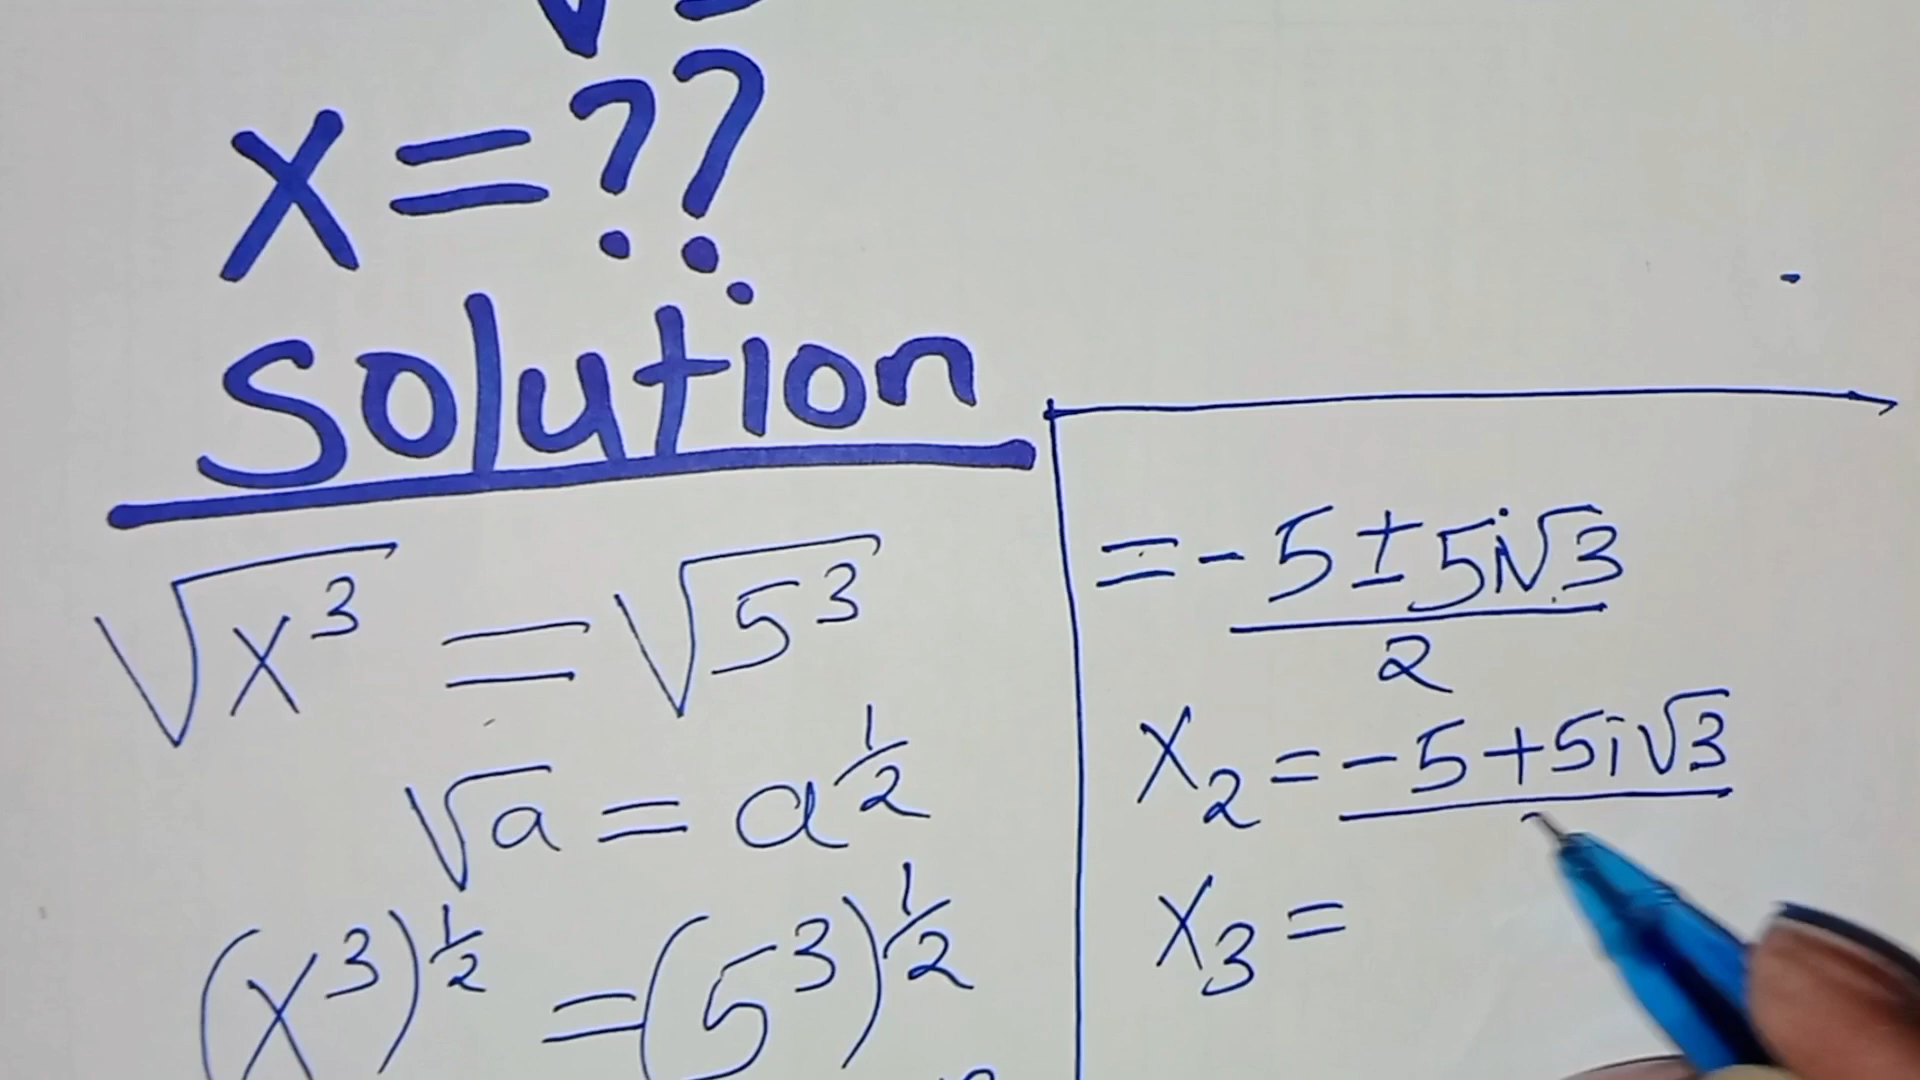 x=??
Solution
√x³ = √5³
√a = a^½
(x³)^½ = (5³)^½
= -5 ± 5i√3
2
x₂ = -5+5i√3
x₃ =